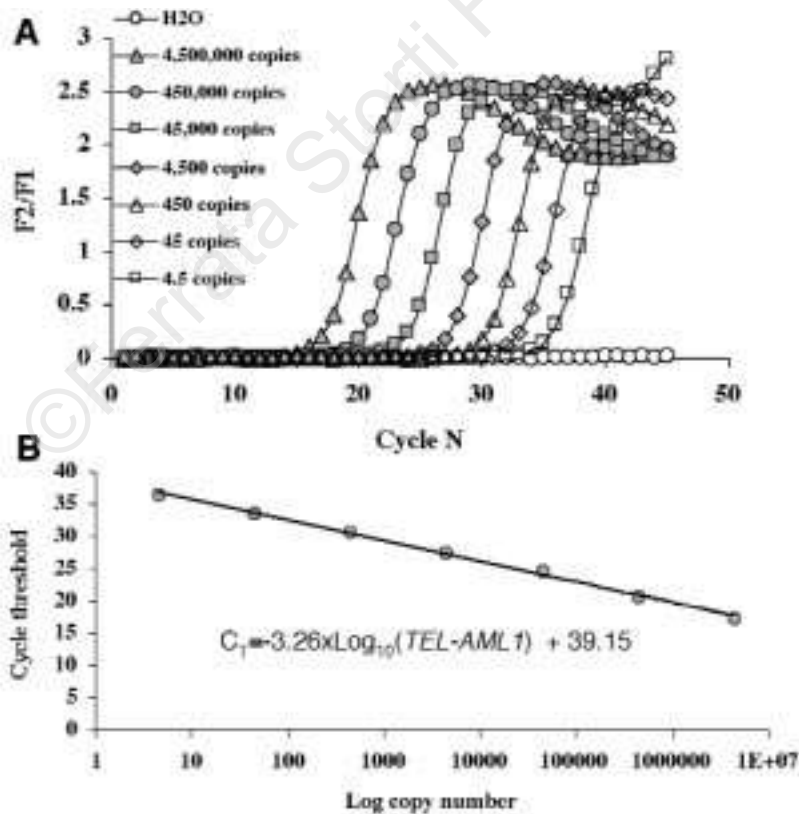 A
H2O
4,500,000 copies
450,000 copies
45,000 copies
4,500 copies
450 copies
45 copies
4.5 copies
3
2.5
2
1.5
1
0.5
0
F2/F1
0 10 20 30 40 50
Cycle N
©Ferrata Storti F
B
40
35
30
25
20
15
10
5
0
Cycle threshold
CT=-3.26xLog10(TEL-AML1) + 39.15
1 10 100 1000 10000 100000 1000000 1E+07
Log copy number